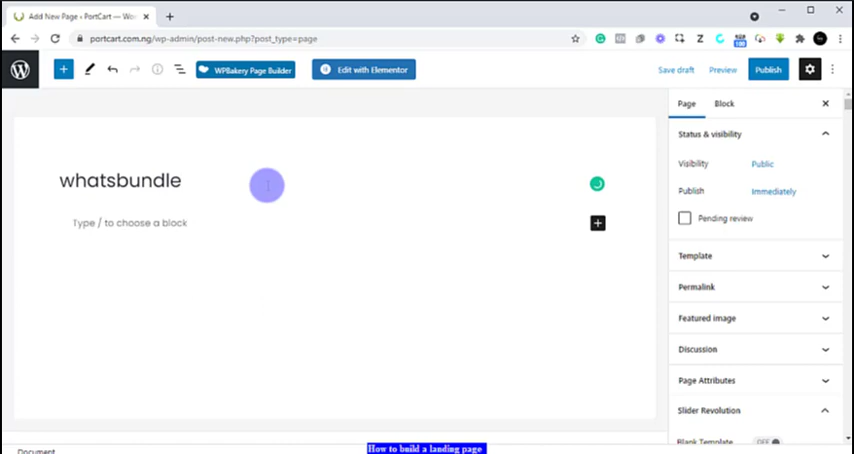 Add New Page ‹ PortCart — Wo
portcart.com.ng/wp-admin/post-new.php?post_type=page
100
WPBakery Page Builder
Edit with Elementor
Save draft
Preview
Publish
Page
Block
Status & visibility
Visibility
Public
Publish
Immediately
Pending review
whatsbundle
Type / to choose a block
Template
Permalink
Featured image
Discussion
Page Attributes
Slider Revolution
Blank Template
OFF
Document
How to build a landing page